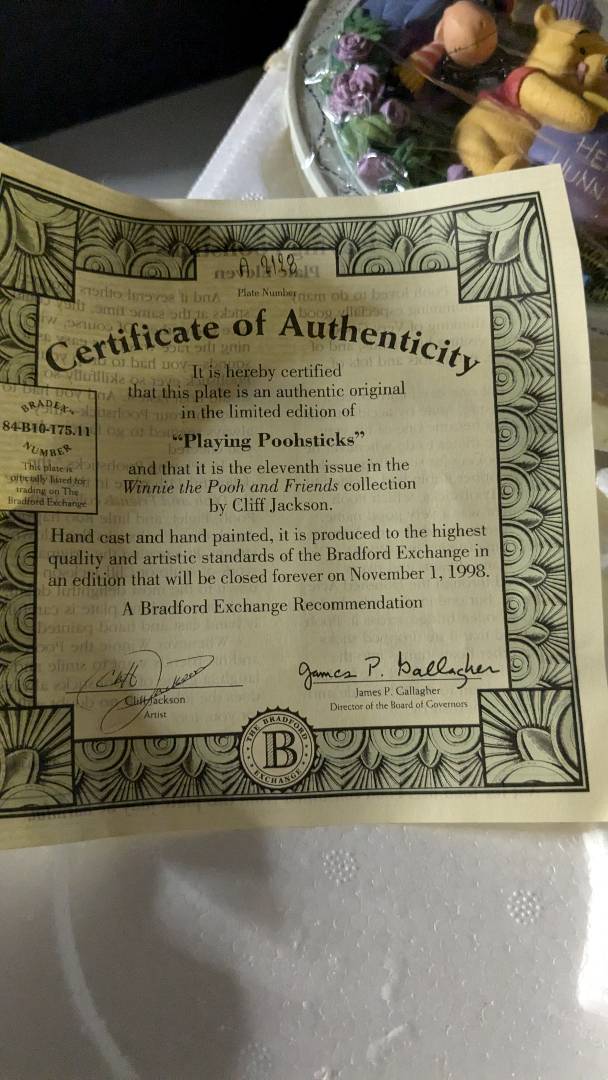 HE
HUNN
A 2198
Plate Number
Certificate of Authenticity
It is hereby certified
that this plate is an authentic original
in the limited edition of
“Playing Poohsticks”
and that it is the eleventh issue in the
Winnie the Pooh and Friends collection
by Cliff Jackson.
BRADEX
84-B10-175.11
NUMBER
This plate is
officially listed for
trading on The
Bradford Exchange
Hand cast and hand painted, it is produced to the highest
quality and artistic standards of the Bradford Exchange in
an edition that will be closed forever on November 1, 1998.
A Bradford Exchange Recommendation
Cliff Jackson
Cliff Jackson
Artist
James P. Gallagher
James P. Gallagher
Director of the Board of Governors
THE BRADFORD
B
EXCHANGE